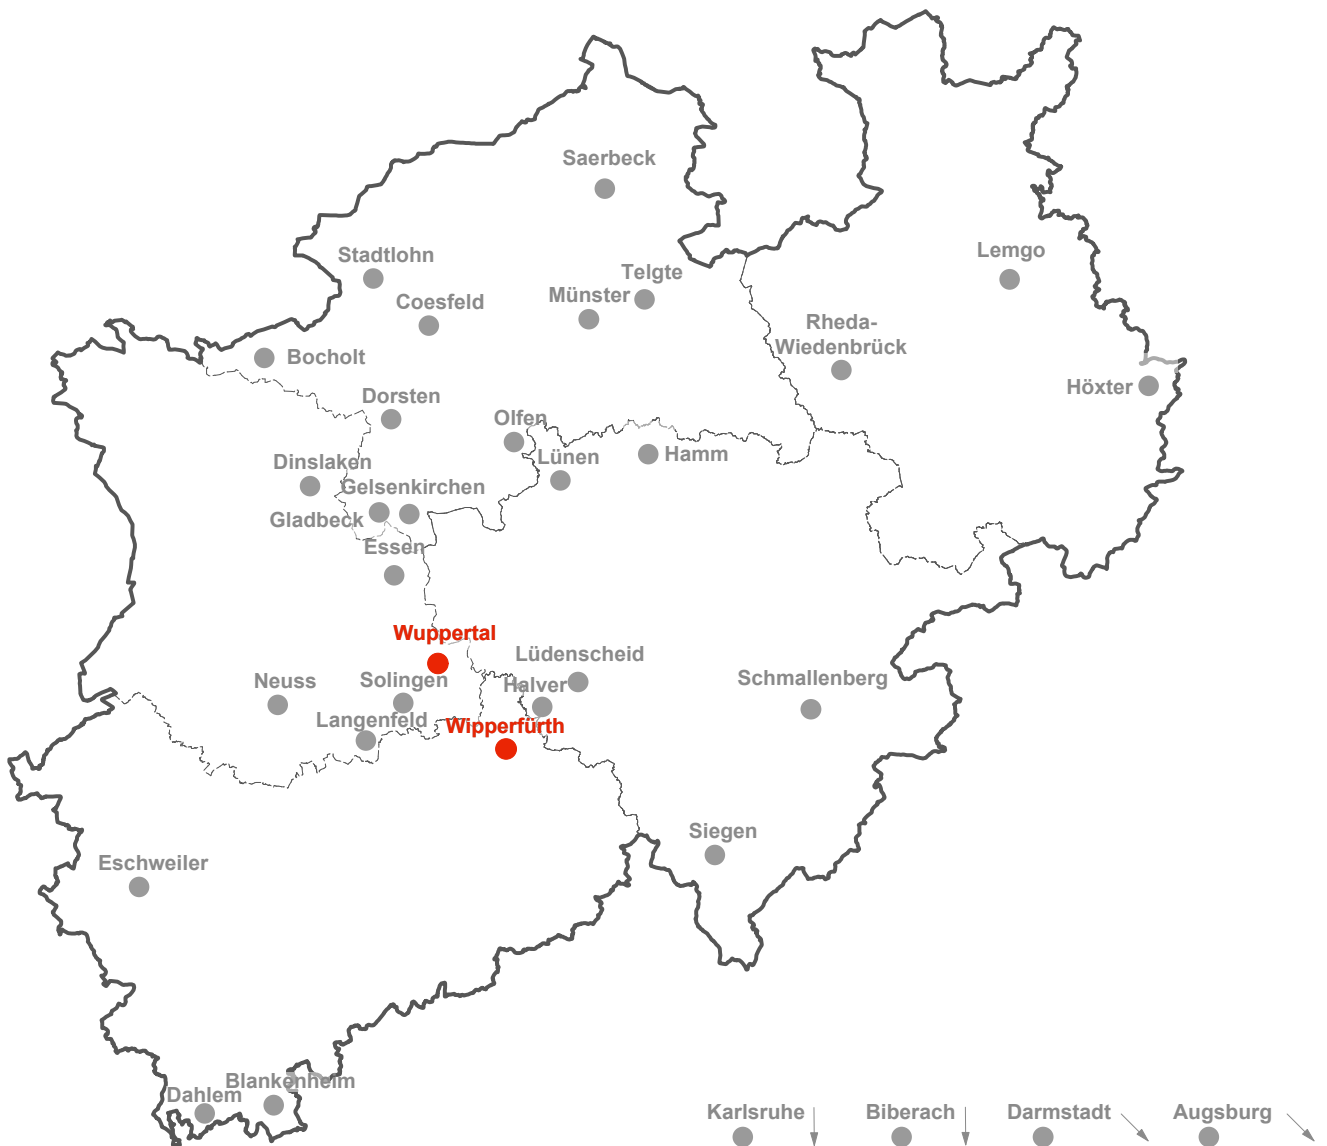 Saerbeck
Stadtlohn
Lemgo
Telgte
Coesfeld
Münster
Rheda-
Wiedenbrück
Bocholt
Höxter
Dorsten
Olfen
Dinslaken
Lünen
Hamm
Gelsenkirchen
Gladbeck
Essen
Wuppertal
Lüdenscheid
Neuss
Solingen
Halver
Schmallenberg
Langenfeld
Wipperfürth
Siegen
Eschweiler
Blankenheim
Dahlem
Karlsruhe
Biberach
Darmstadt
Augsburg